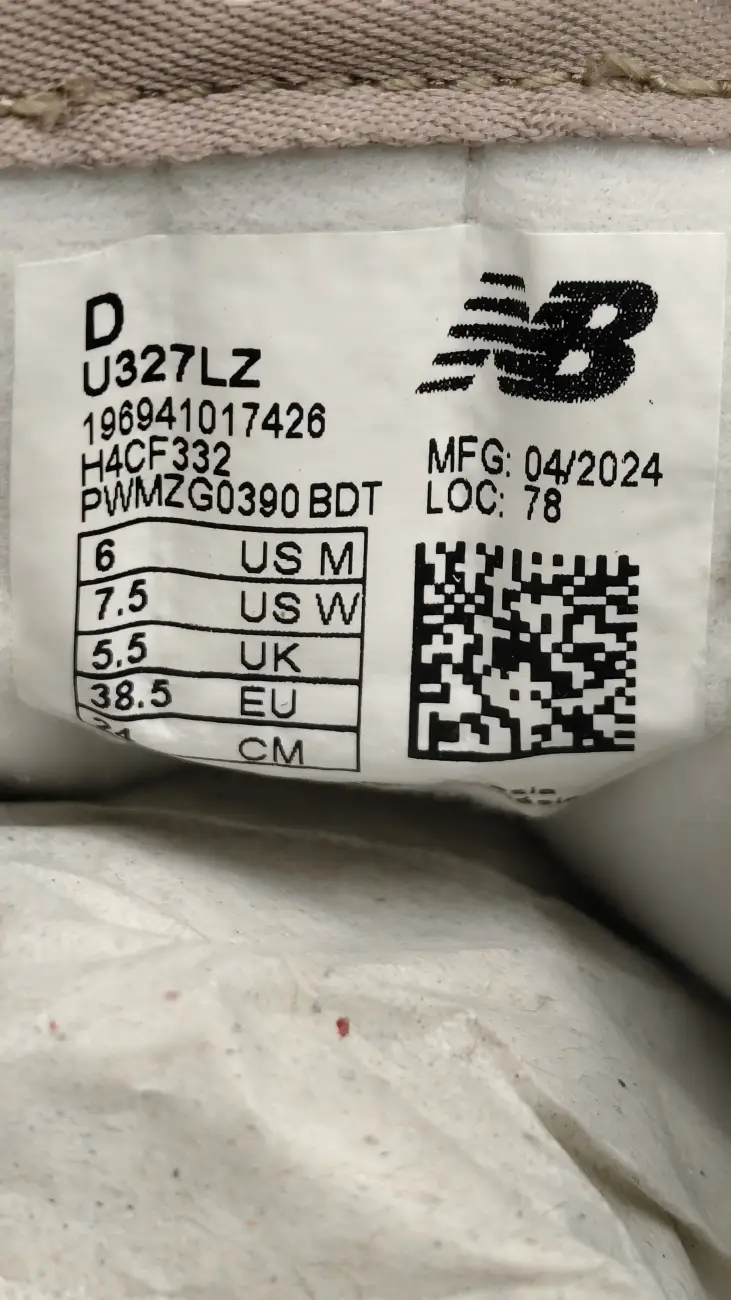 D
U327LZ
196941017426
H4CF332
PWMZG0390 BDT
NB
MFG: 04/2024
LOC: 78
6 US M
7.5 US W
5.5 UK
38.5 EU
CM